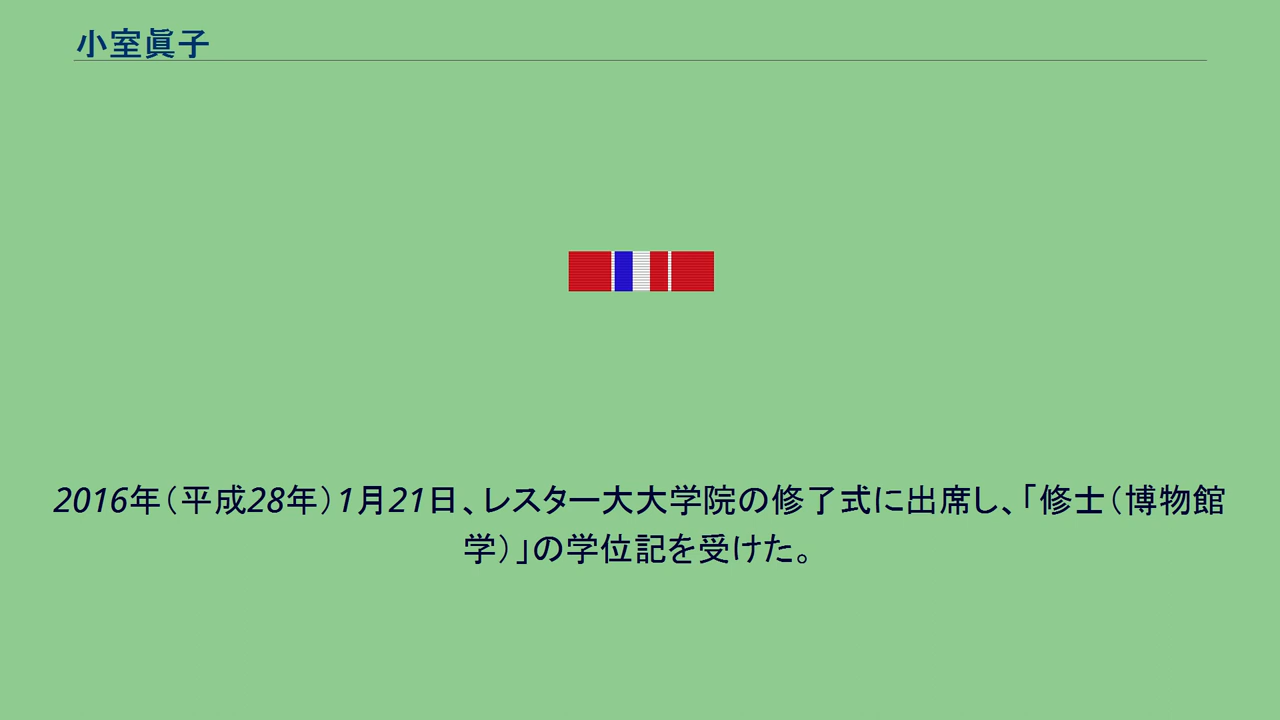 小室眞子
2016年（平成28年）1月21日、レスター大大学院の修了式に出席し、「修士（博物館
学）」の学位記を受けた。